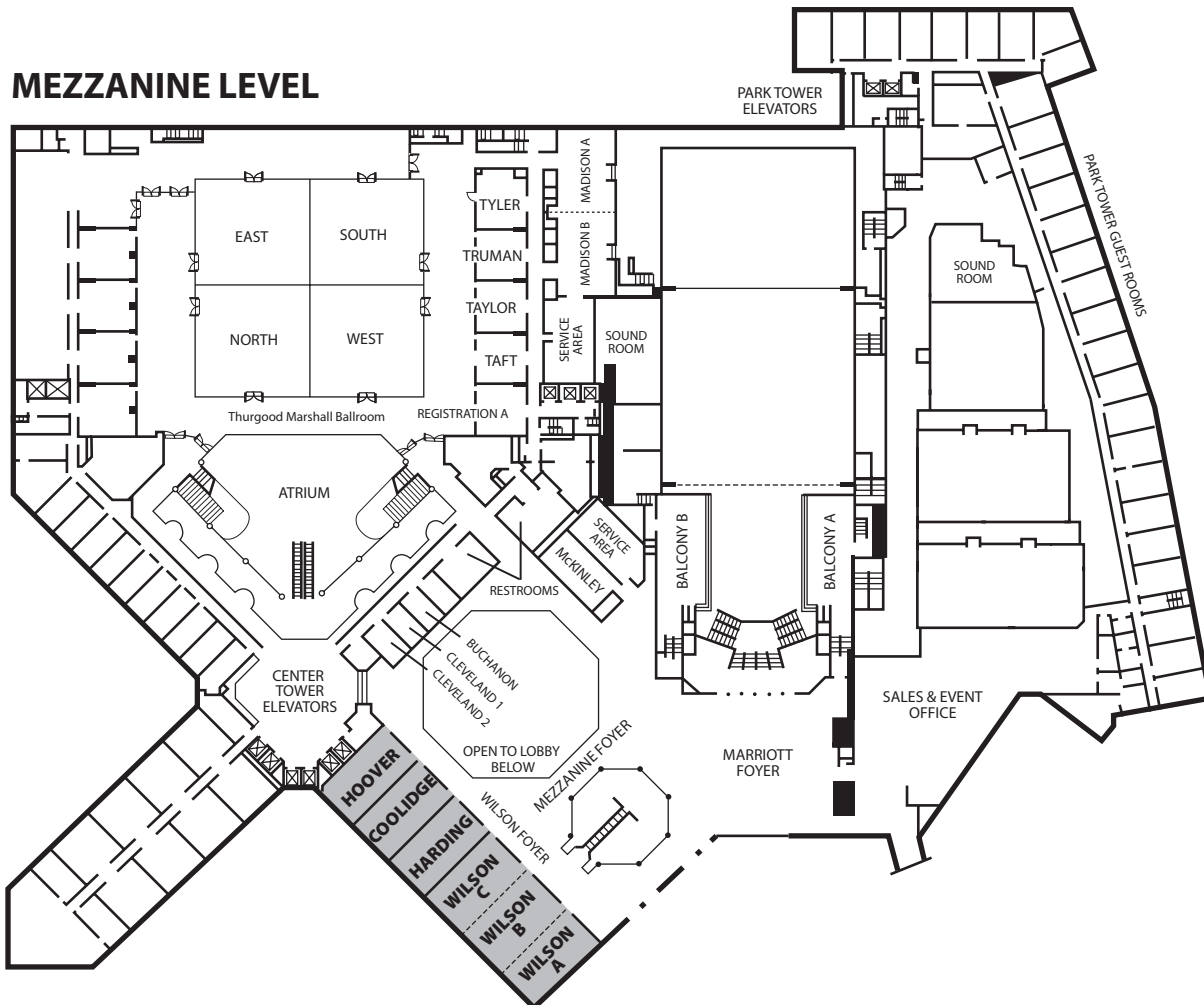 MEZZANINE LEVEL
PARK TOWER
ELEVATORS
PARK TOWER GUEST ROOMS
MADISON A
MADISON B
TYLER
TRUMAN
TAYLOR
TAFT
EAST
SOUTH
NORTH
WEST
SERVICE
AREA
SOUND
ROOM
SOUND
ROOM
Thurgood Marshall Ballroom
REGISTRATION A
ATRIUM
SERVICE
AREA
McKINLEY
RESTROOMS
BALCONY B
BALCONY A
BUCHANON
CLEVELAND 1
CLEVELAND 2
CENTER
TOWER
ELEVATORS
OPEN TO LOBBY
BELOW
MEZZANINE FOYER
WILSON FOYER
MARRIOTT
FOYER
SALES & EVENT
OFFICE
HOOVER
COOLIDGE
HARDING
WILSON
C
WILSON
B
WILSON
A